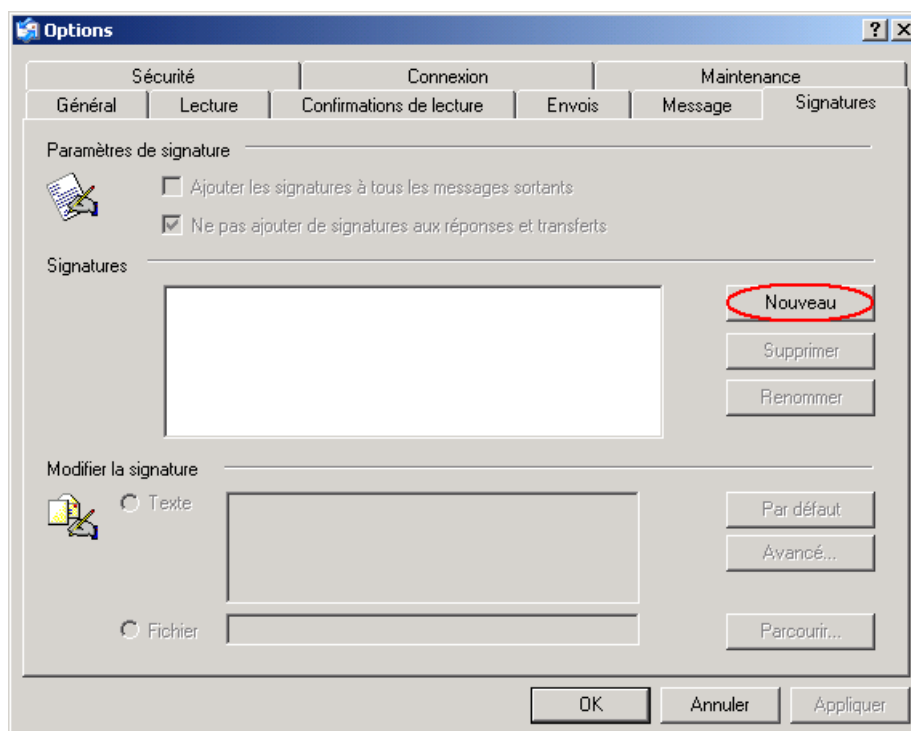 Options
Sécurité Connexion Maintenance
Général Lecture Confirmations de lecture Envois Message Signatures
Paramètres de signature
Ajouter les signatures à tous les messages sortants
Ne pas ajouter de signatures aux réponses et transferts
Signatures
Nouveau
Supprimer
Renommer
Modifier la signature
Texte
Par défaut
Avancé...
Fichier
Parcourir...
OK Annuler Appliquer